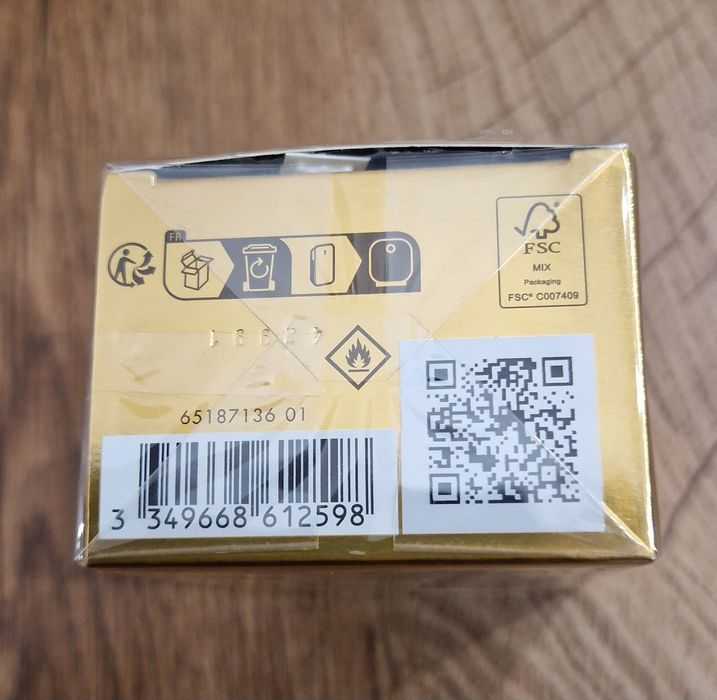 FR
FSC
MIX
Packaging
FSC® C007409
65187136 01
3 349668 612598